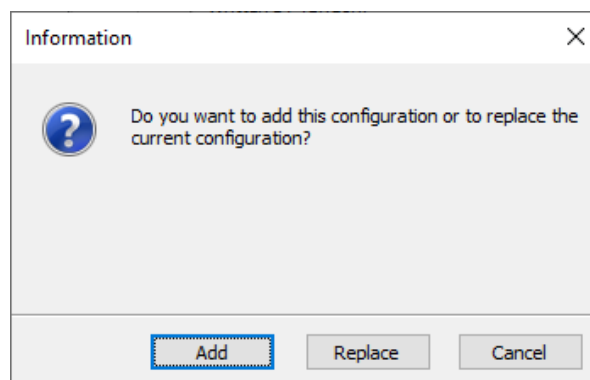 Information
Do you want to add this configuration or to replace the
current configuration?
Add
Replace
Cancel